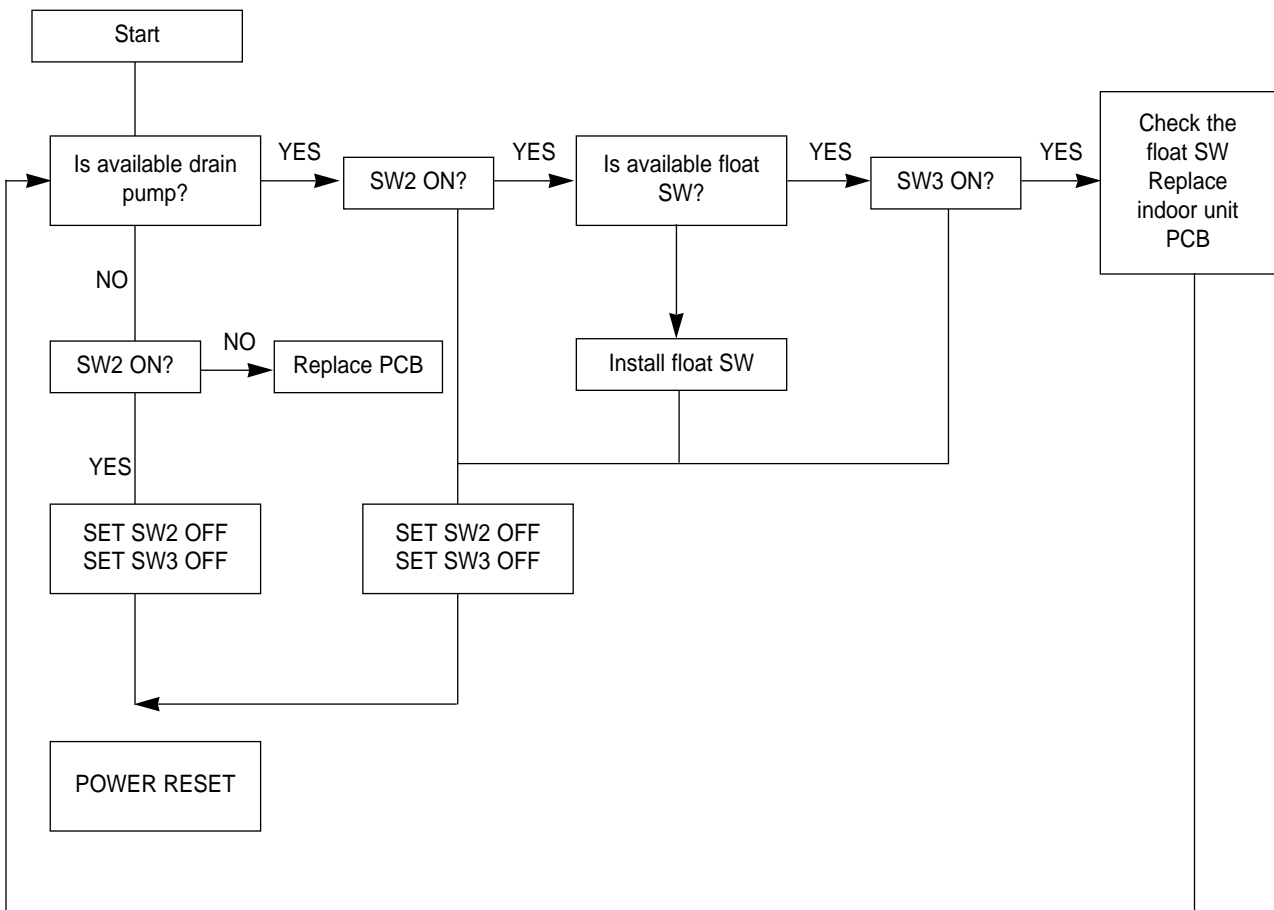 Start
Is available drain
pump?
YES
SW2 ON?
YES
Is available float
SW?
YES
SW3 ON?
YES
Check the
float SW
Replace
indoor unit
PCB
NO
SW2 ON?
NO
Replace PCB
Install float SW
YES
SET SW2 OFF
SET SW3 OFF
SET SW2 OFF
SET SW3 OFF
POWER RESET